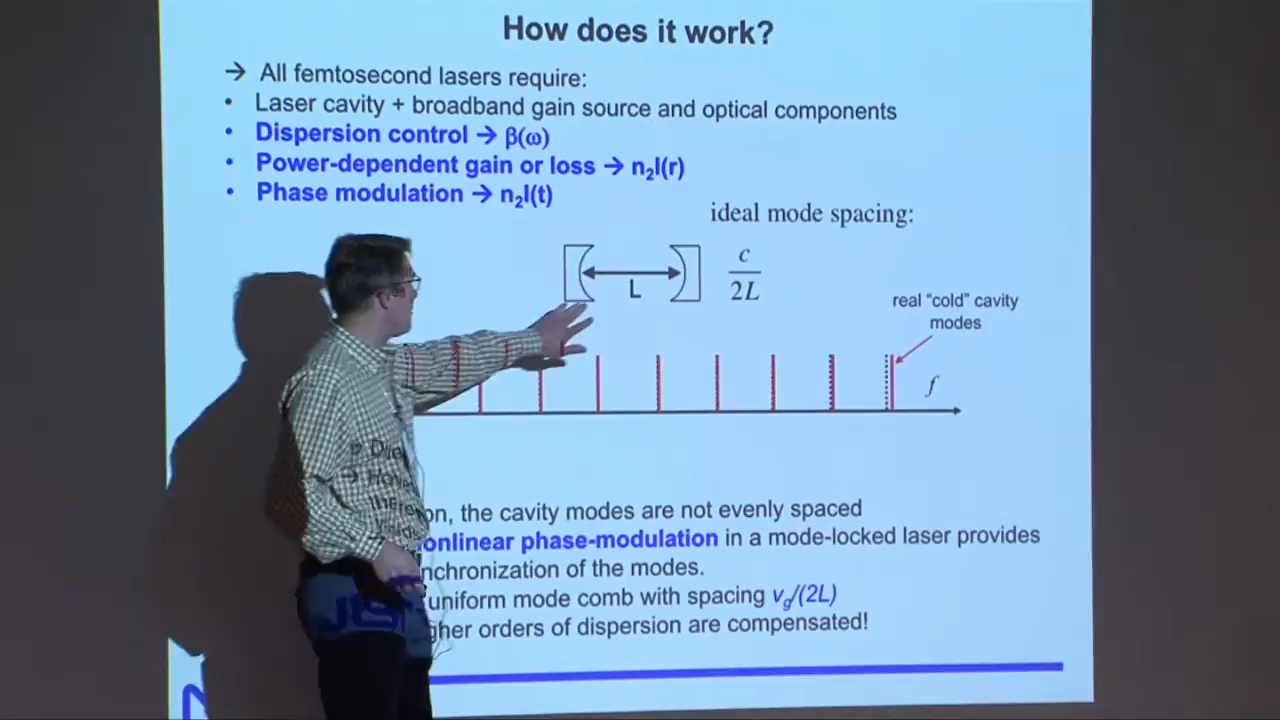 How does it work?
→ All femtosecond lasers require:
• Laser cavity + broadband gain source and optical components
• Dispersion control → β(ω)
• Power-dependent gain or loss → n₂I(r)
• Phase modulation → n₂I(t)
ideal mode spacing:
L
c
2L
real “cold” cavity
modes
f
on, the cavity modes are not evenly spaced
onlinear phase-modulation in a mode-locked laser provides
nchronization of the modes.
uniform mode comb with spacing v_g/(2L)
gher orders of dispersion are compensated!